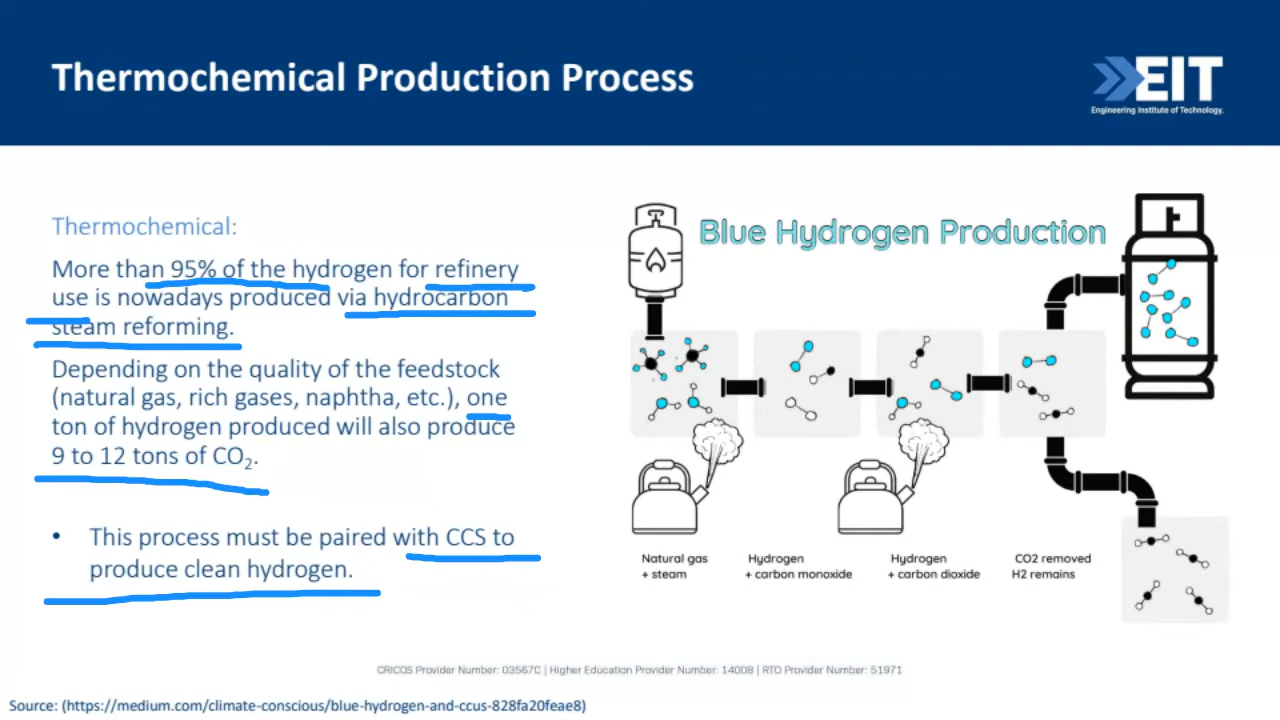 Thermochemical Production Process
EIT
Engineering Institute of Technology.
Thermochemical:
More than 95% of the hydrogen for refinery
use is nowadays produced via hydrocarbon
steam reforming.
Depending on the quality of the feedstock
(natural gas, rich gases, naphtha, etc.), one
ton of hydrogen produced will also produce
9 to 12 tons of CO₂.
• This process must be paired with CCS to
produce clean hydrogen.
Blue Hydrogen Production
Natural gas
+ steam
Hydrogen
+ carbon monoxide
Hydrogen
+ carbon dioxide
CO2 removed
H2 remains
CRICOS Provider Number: 03567C | Higher Education Provider Number: 14008 | RTO Provider Number: 51971
Source: (https://medium.com/climate-conscious/blue-hydrogen-and-ccus-828fa20feae8)